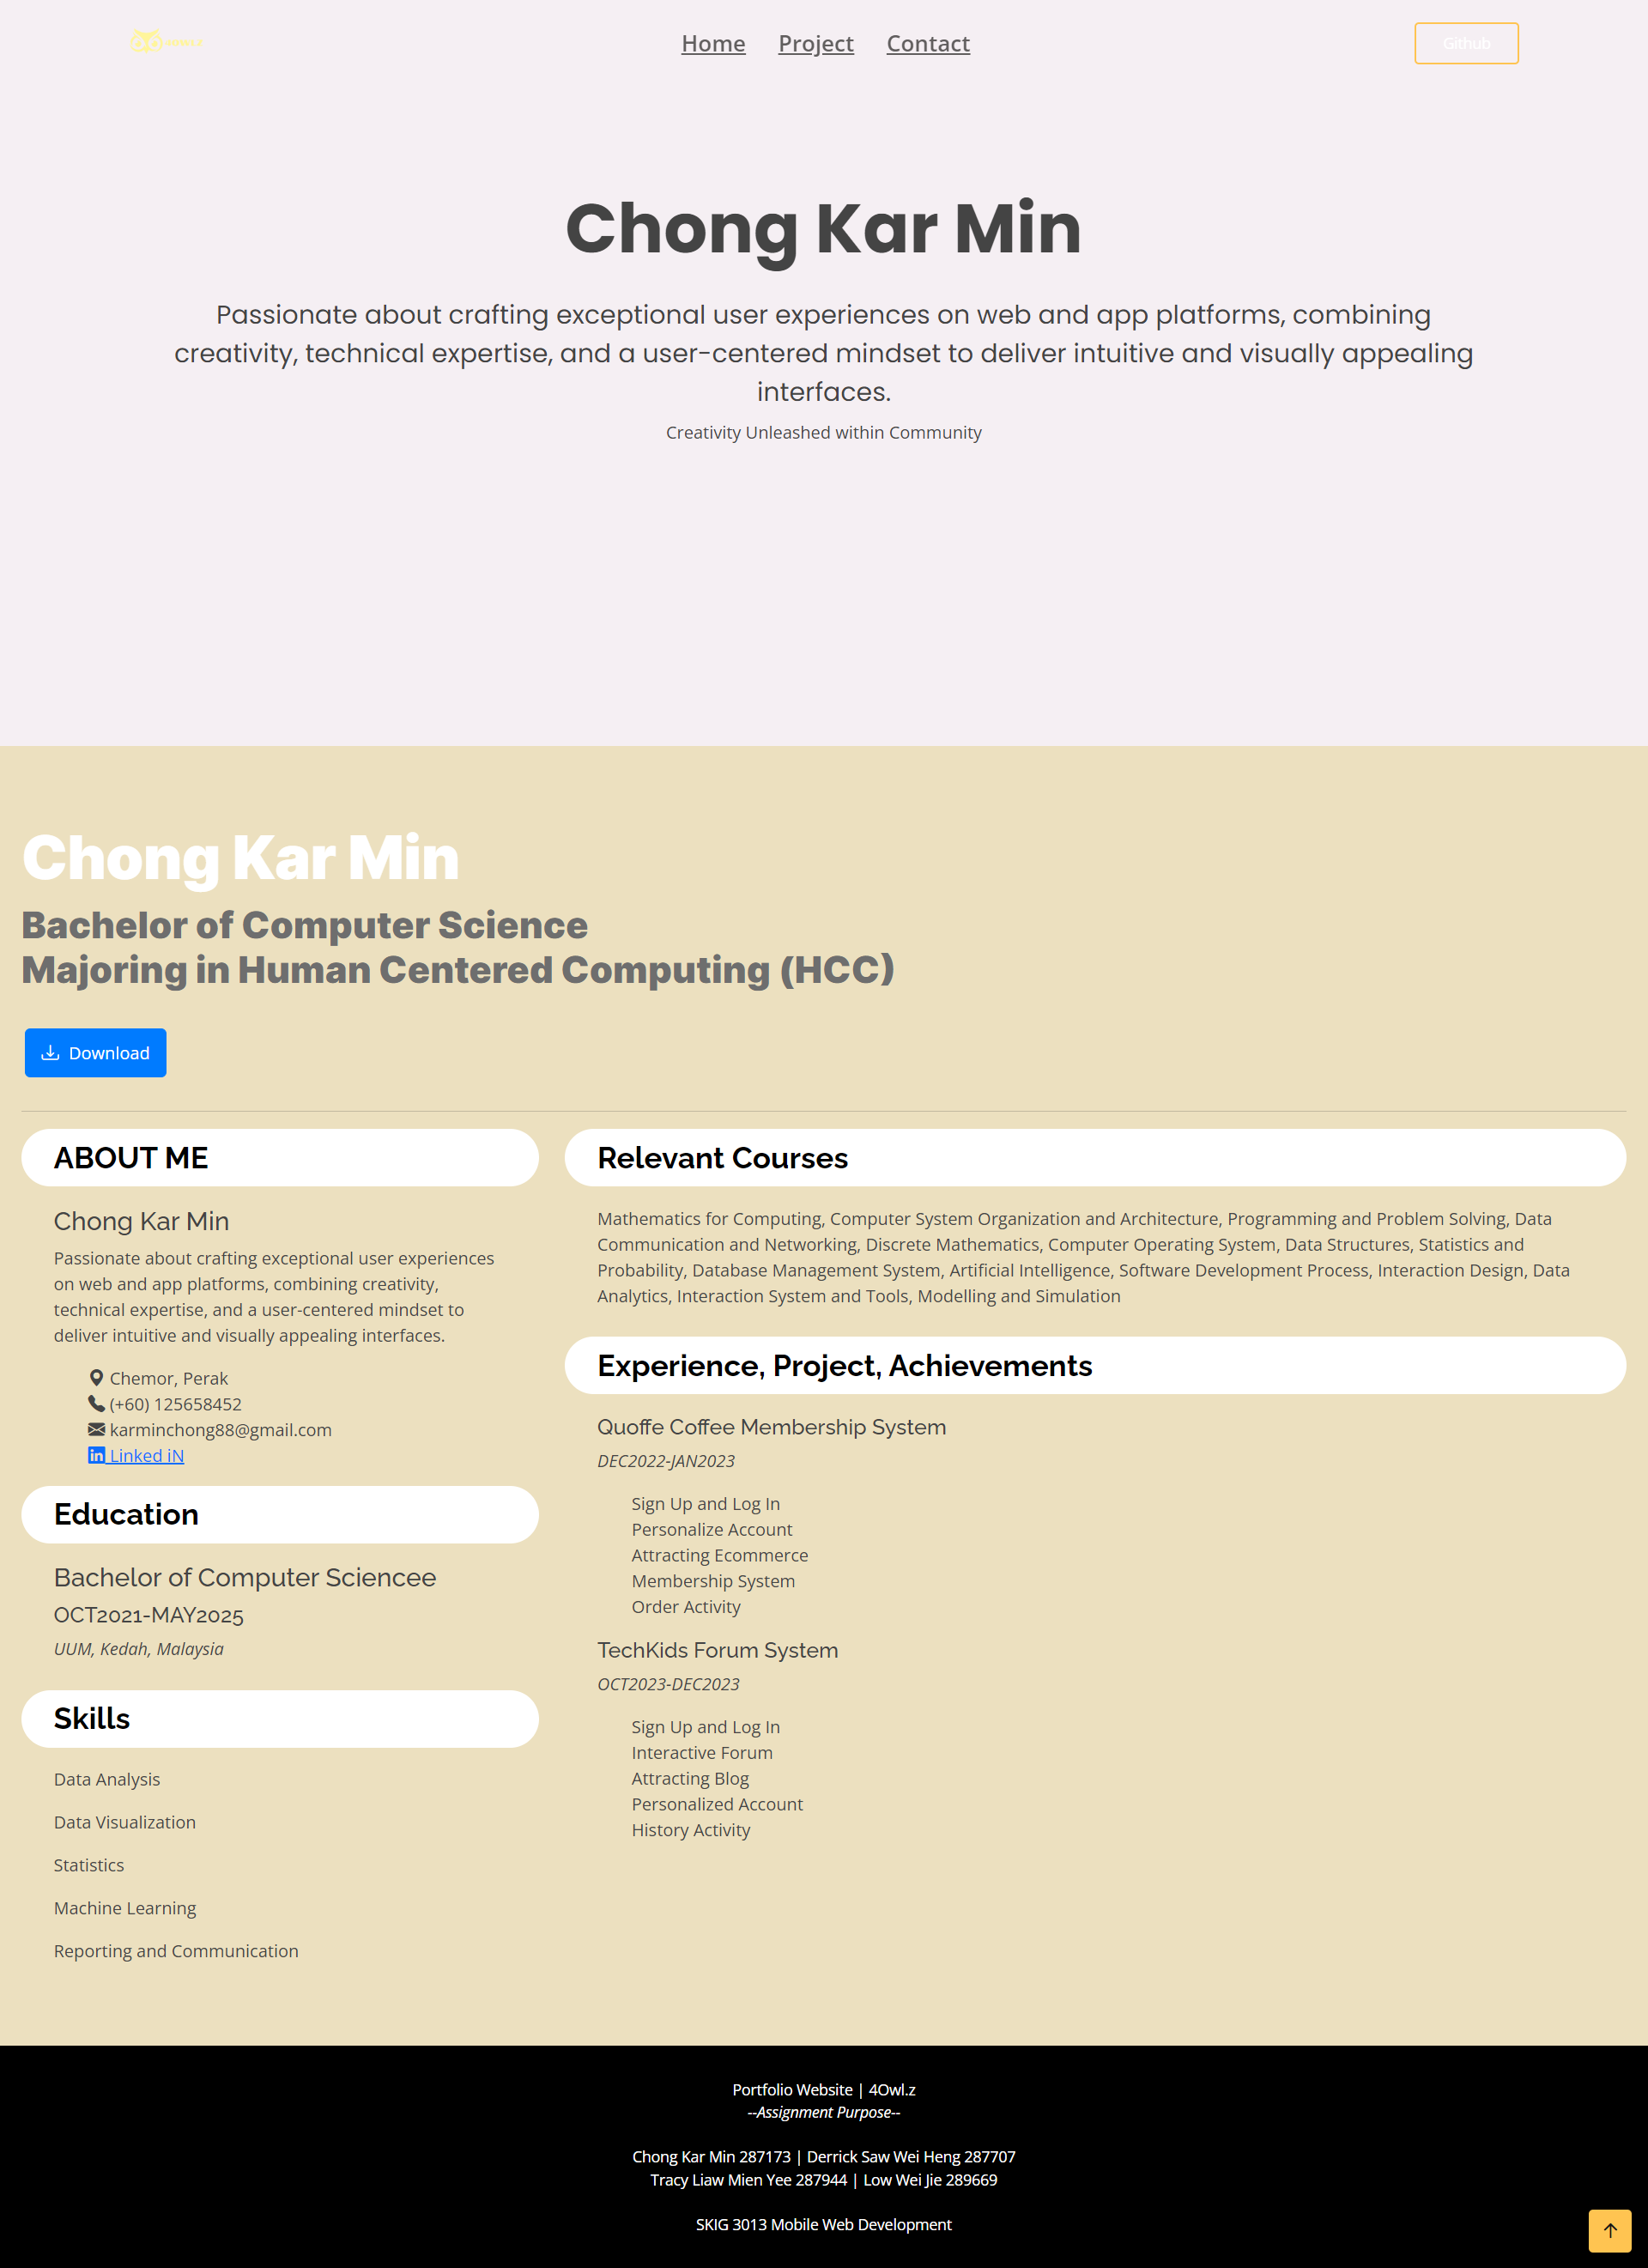 Home Project Contact
Github
Chong Kar Min
Passionate about crafting exceptional user experiences on web and app platforms, combining
creativity, technical expertise, and a user-centered mindset to deliver intuitive and visually appealing
interfaces.
Creativity Unleashed within Community
Chong Kar Min
Bachelor of Computer Science
Majoring in Human Centered Computing (HCC)
Download
ABOUT ME
Chong Kar Min
Passionate about crafting exceptional user experiences
on web and app platforms, combining creativity,
technical expertise, and a user-centered mindset to
deliver intuitive and visually appealing interfaces.
Chemor, Perak
(+60) 125658452
karminchong88@gmail.com
Linked iN
Education
Bachelor of Computer Sciencee
OCT2021-MAY2025
UUM, Kedah, Malaysia
Skills
Data Analysis
Data Visualization
Statistics
Machine Learning
Reporting and Communication
Relevant Courses
Mathematics for Computing, Computer System Organization and Architecture, Programming and Problem Solving, Data
Communication and Networking, Discrete Mathematics, Computer Operating System, Data Structures, Statistics and
Probability, Database Management System, Artificial Intelligence, Software Development Process, Interaction Design, Data
Analytics, Interaction System and Tools, Modelling and Simulation
Experience, Project, Achievements
Quoffe Coffee Membership System
DEC2022-JAN2023
Sign Up and Log In
Personalize Account
Attracting Ecommerce
Membership System
Order Activity
TechKids Forum System
OCT2023-DEC2023
Sign Up and Log In
Interactive Forum
Attracting Blog
Personalized Account
History Activity
Portfolio Website | 4Owl.z
--Assignment Purpose--
Chong Kar Min 287173 | Derrick Saw Wei Heng 287707
Tracy Liaw Mien Yee 287944 | Low Wei Jie 289669
SKIG 3013 Mobile Web Development